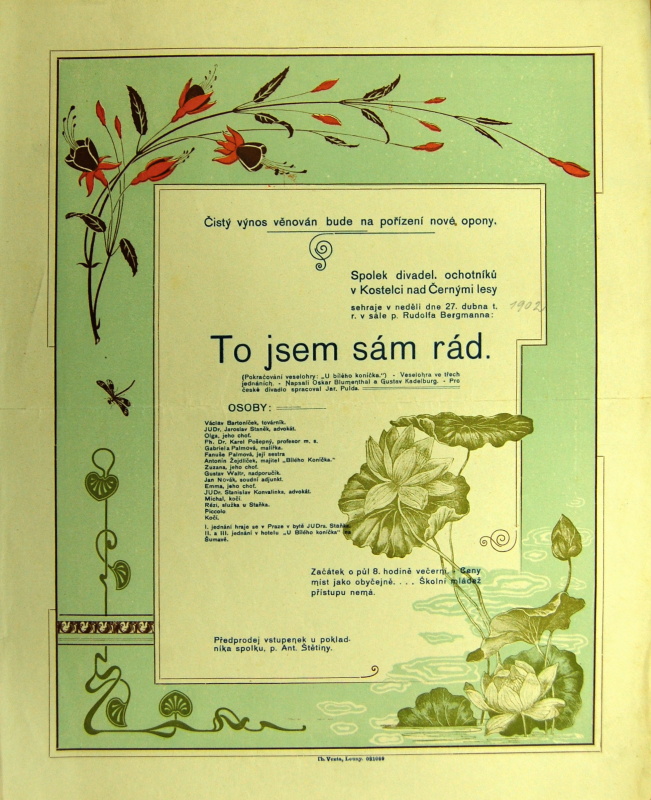 Čistý výnos věnován bude na pořízení nové, opony.
Spolek divadel. ochotníků
v Kostelci nad Černými lesy
sehraje v neděli dne 27. dubna t. 1902
r. v sále p. Rudolfa Bergmanna:
To jsem sám rád.
(Pokračování veselohry: „U bílého koníčka.“) - Veselohra ve třech
jednáních. - Napsali Oskar Blumenthal a Gustav Kadelburg. - Pro
české divadlo spracoval Jar. Pulda.
OSOBY:
Václav Bartoníček, továrník.
JUDr. Jaroslav Staněk, advokát.
Olga, jeho choť.
Ph. Dr. Karel Pošepný, profesor m. s.
Gabriela Palmová, malířka.
Fanuše Palmová, její sestra
Antonín Zejdlíček, majitel „Bílého Koníčka.“
Zuzana, jeho choť.
Gustav Waltr, nadporučík.
Jan Novák, soudní adjunkt.
Emma, jeho choť.
JUDr. Stanislav Konvalinka, advokát.
Michal, kočí.
Rézi, služka u Staňka.
Piccolo
Kočí.
I. jednání hraje se v Praze v bytě JUDra. Staňka
II. a III. jednání v hotelu „U Bílého koníčka“ na
Šumavě.
Začátek o půl 8. hodině večerní. - Ceny
míst jako obyčejně. . . . Školní mládež
přístupu nemá.
Předprodej vstupenek u poklad-
níka spolku, p. Ant. Štětiny.